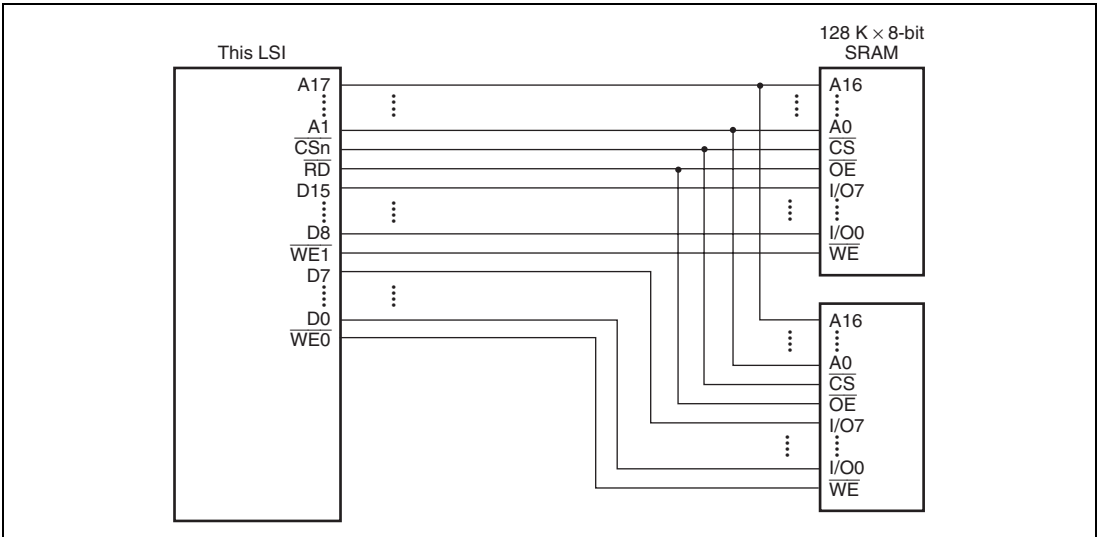 This LSI
A17
A1
CSn
RD
D15
D8
WE1
D7
D0
WE0
128 K × 8-bit
SRAM
A16
A0
CS
OE
I/O7
I/O0
WE
A16
A0
CS
OE
I/O7
I/O0
WE